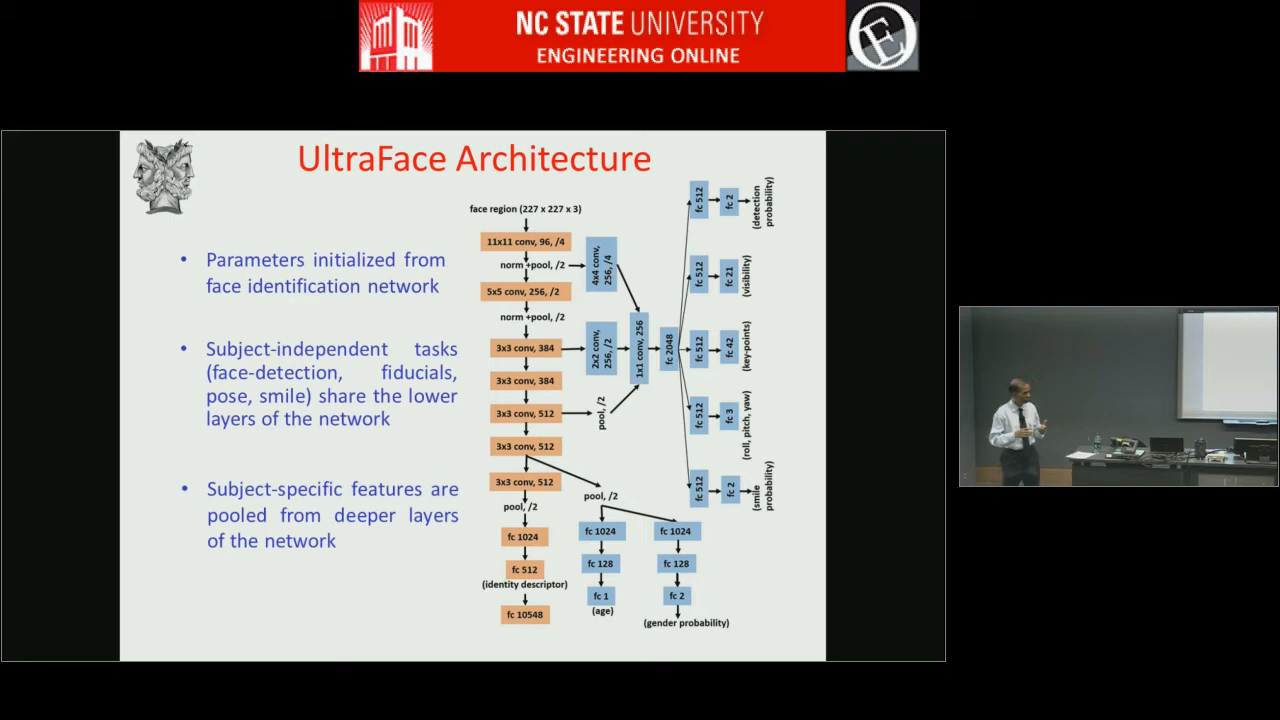 NC STATE UNIVERSITY
ENGINEERING ONLINE
UltraFace Architecture
• Parameters initialized from
face identification network
• Subject-independent tasks
(face-detection, fiducials,
pose, smile) share the lower
layers of the network
• Subject-specific features are
pooled from deeper layers
of the network
face region (227 x 227 x 3)
11x11 conv, 96, /4
norm +pool, /2
5x5 conv, 256, /2
norm +pool, /2
3x3 conv, 384
3x3 conv, 384
3x3 conv, 512
3x3 conv, 512
3x3 conv, 512
pool, /2
fc 1024
fc 512
(identity descriptor)
fc 10548
4x4 conv,
256, /4
2x2 conv,
256, /2
pool, /2
1x1 conv, 256
fc 2048
fc 512
fc 2
(detection
probability)
fc 512
fc 21
(visibility)
fc 512
fc 42
(key-points)
fc 512
fc 3
(roll, pitch, yaw)
fc 512
fc 2
(smile
probability)
pool, /2
fc 1024
fc 128
fc 1
(age)
fc 1024
fc 128
fc 2
(gender probability)